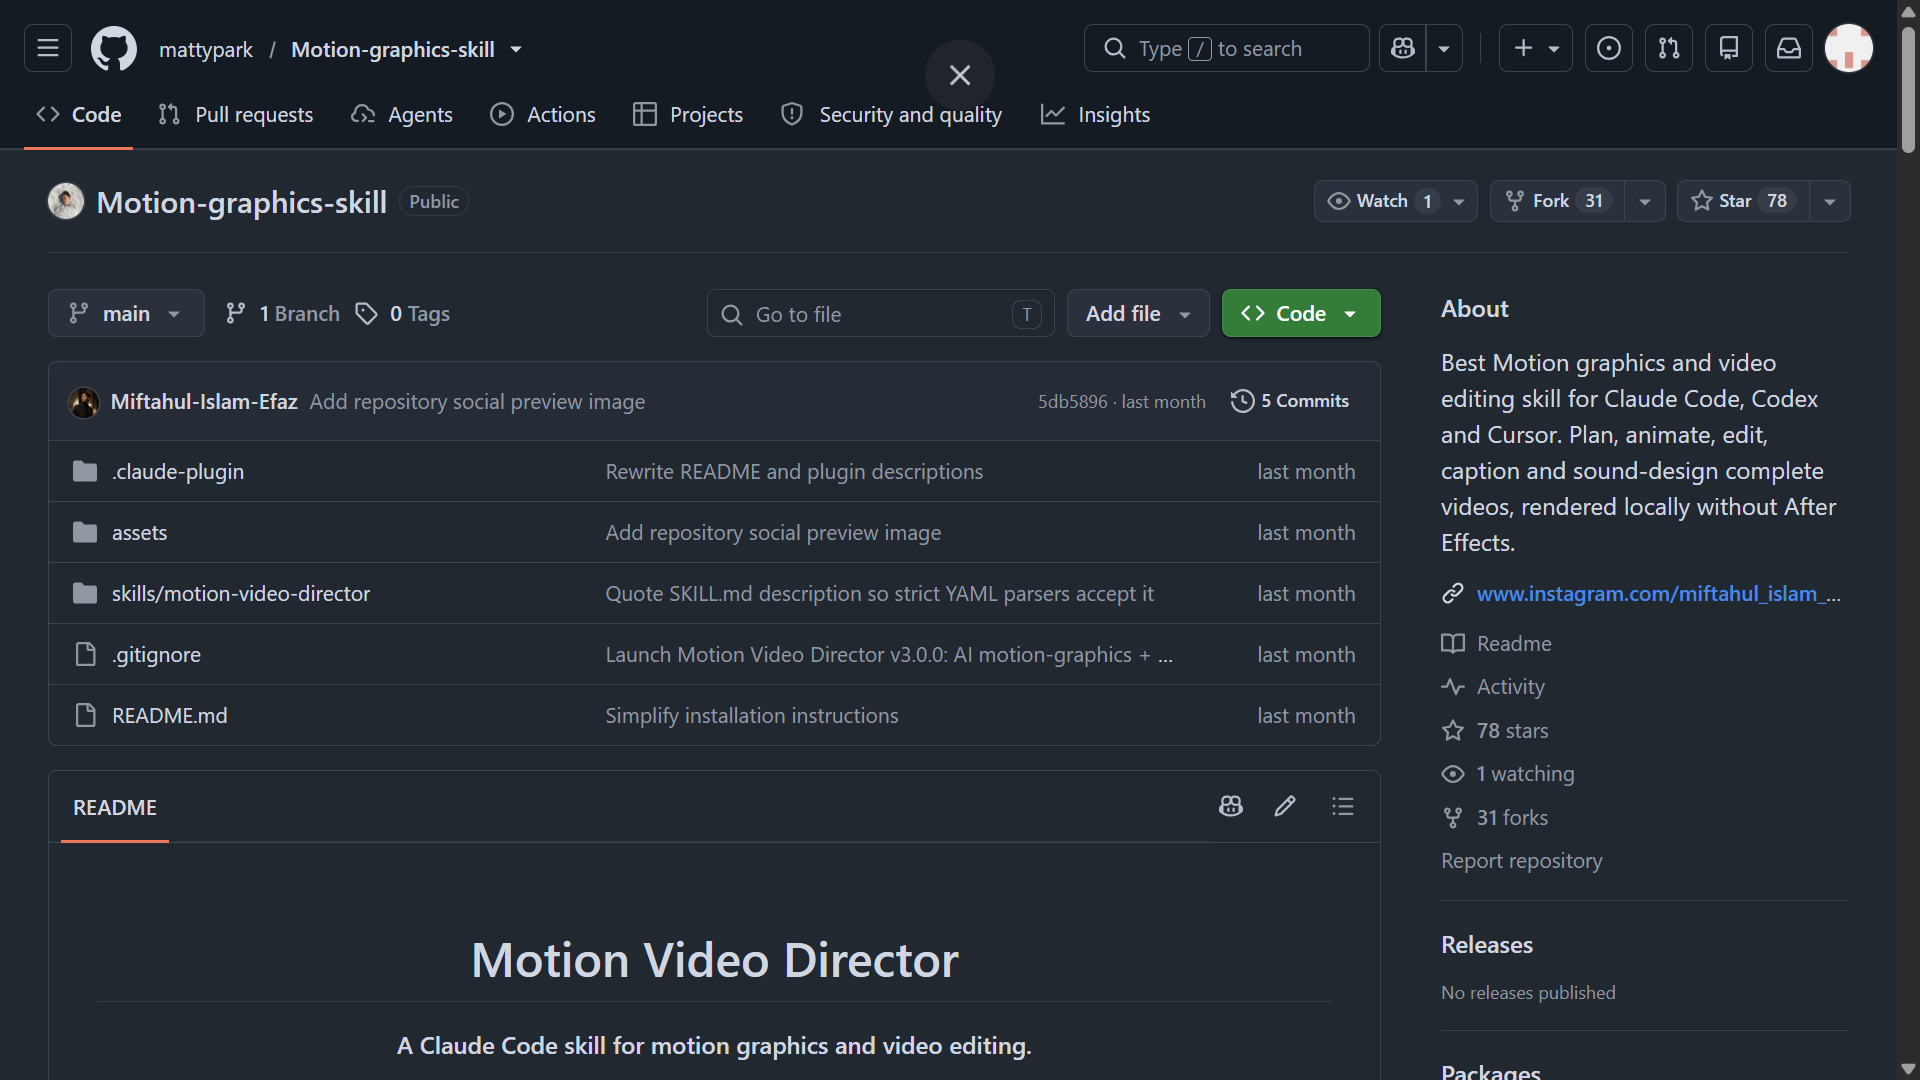 mattypark / Motion-graphics-skill
Type / to search
Code
Pull requests
Agents
Actions
Projects
Security and quality
Insights
Motion-graphics-skill
Public
Watch 1
Fork 31
Star 78
main
1 Branch
0 Tags
Go to file
T
Add file
Code
Miftahul-Islam-Efaz Add repository social preview image
5db5896 · last month
5 Commits
.claude-plugin
Rewrite README and plugin descriptions
last month
assets
Add repository social preview image
last month
skills/motion-video-director
Quote SKILL.md description so strict YAML parsers accept it
last month
.gitignore
Launch Motion Video Director v3.0.0: AI motion-graphics + ...
last month
README.md
Simplify installation instructions
last month
README
Motion Video Director
A Claude Code skill for motion graphics and video editing.
About
Best Motion graphics and video
editing skill for Claude Code, Codex
and Cursor. Plan, animate, edit,
caption and sound-design complete
videos, rendered locally without After
Effects.
www.instagram.com/miftahul_islam_...
Readme
Activity
78 stars
1 watching
31 forks
Report repository
Releases
No releases published
Packages